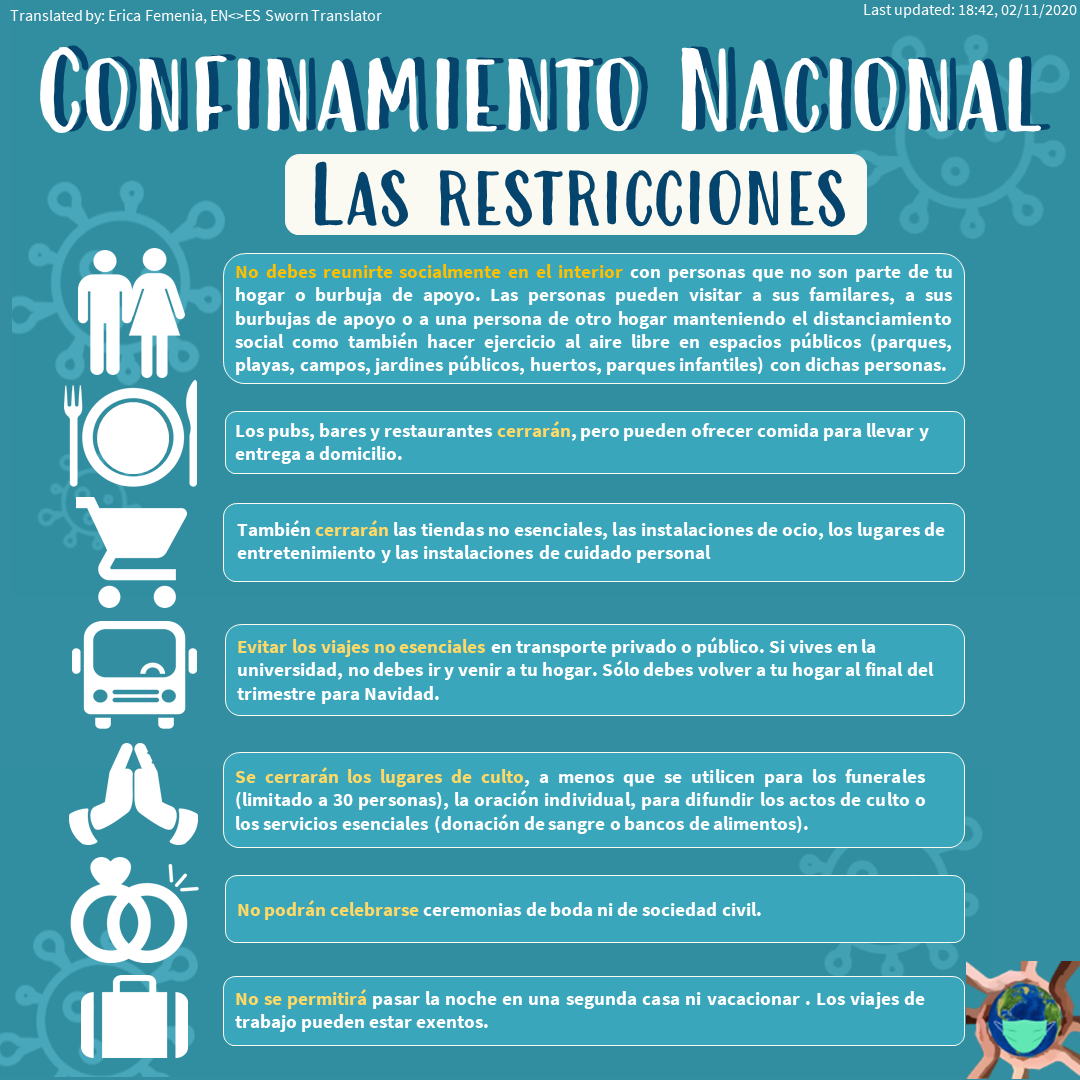 Translated by: Erica Femenia, EN<>ES Sworn Translator
Last updated: 18:42, 02/11/2020
CONFINAMIENTO NACIONAL
LAS RESTRICCIONES
No debes reunirte socialmente en el interior con personas que no son parte de tu
hogar o burbuja de apoyo. Las personas pueden visitar a sus familares, a sus
burbujas de apoyo o a una persona de otro hogar manteniendo el distanciamiento
social como también hacer ejercicio al aire libre en espacios públicos (parques,
playas, campos, jardines públicos, huertos, parques infantiles) con dichas personas.
Los pubs, bares y restaurantes cerrarán, pero pueden ofrecer comida para llevar y
entrega a domicilio.
También cerrarán las tiendas no esenciales, las instalaciones de ocio, los lugares de
entretenimiento y las instalaciones de cuidado personal
Evitar los viajes no esenciales en transporte privado o público. Si vives en la
universidad, no debes ir y venir a tu hogar. Sólo debes volver a tu hogar al final del
trimestre para Navidad.
Se cerrarán los lugares de culto, a menos que se utilicen para los funerales
(limitado a 30 personas), la oración individual, para difundir los actos de culto o
los servicios esenciales (donación de sangre o bancos de alimentos).
No podrán celebrarse ceremonias de boda ni de sociedad civil.
No se permitirá pasar la noche en una segunda casa ni vacacionar . Los viajes de
trabajo pueden estar exentos.